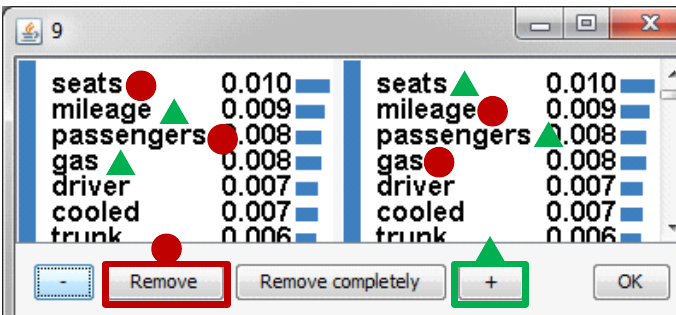 9
seats 0.010 seats 0.010
mileage 0.009 mileage 0.009
passengers 0.008 passengers 0.008
gas 0.008 gas 0.008
driver 0.007 driver 0.007
cooled 0.007 cooled 0.007
trunk 0.006 trunk 0.006
- Remove Remove completely + OK